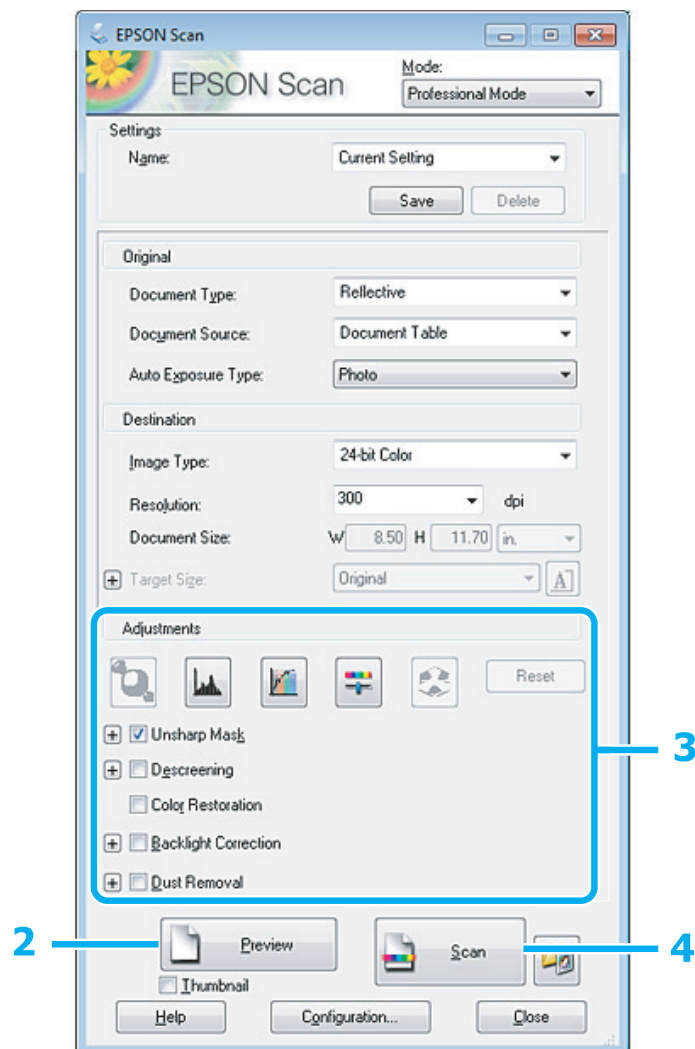 EPSON Scan
EPSON Scan
Mode:
Professional Mode
Settings
Name: Current Setting
Save Delete
Original
Document Type: Reflective
Document Source: Document Table
Auto Exposure Type: Photo
Destination
Image Type: 24-bit Color
Resolution: 300 dpi
Document Size: W 8.50 H 11.70 in.
Target Size: Original A
Adjustments
Reset
Unsharp Mask
3
Descreening
Color Restoration
Backlight Correction
Dust Removal
2 Preview Scan 4
Thumbnail
Help Configuration... Close